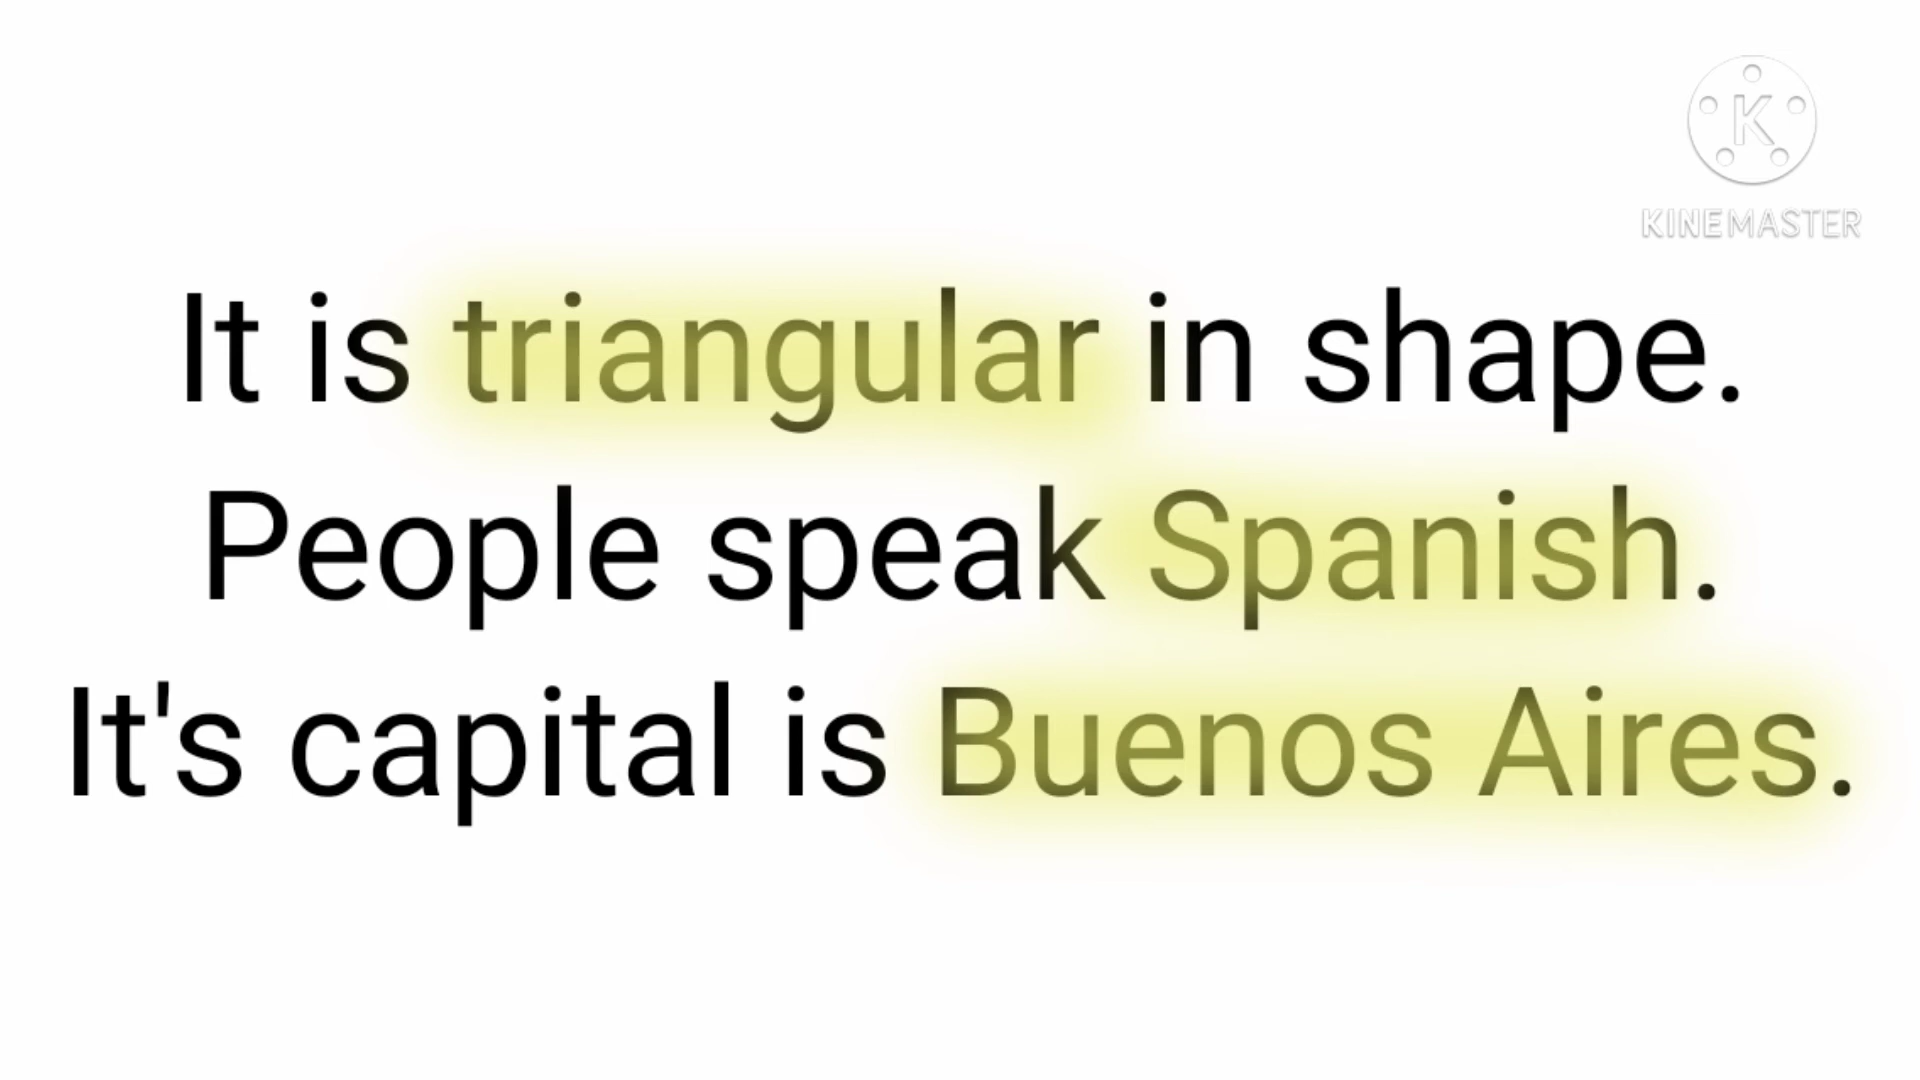 KINEMASTER
It is triangular in shape.
People speak Spanish.
It's capital is Buenos Aires.